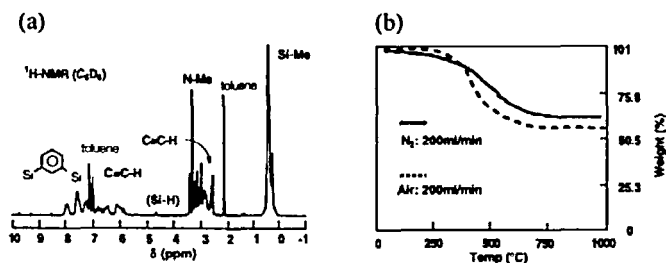 (a)
¹H-NMR (C₆D₆)
Si-Me
N-Me
toluene
C≡C-H
toluene
C=C-H
Si
Si
(Si-H)
10 9 8 7 6 5 4 3 2 1 0 -1
δ (ppm)
(b)
101
75.8
50.5
25.3
0
Weight (%)
N₂: 200ml/min
Air: 200ml/min
0 250 500 750 1000
Temp [°C]